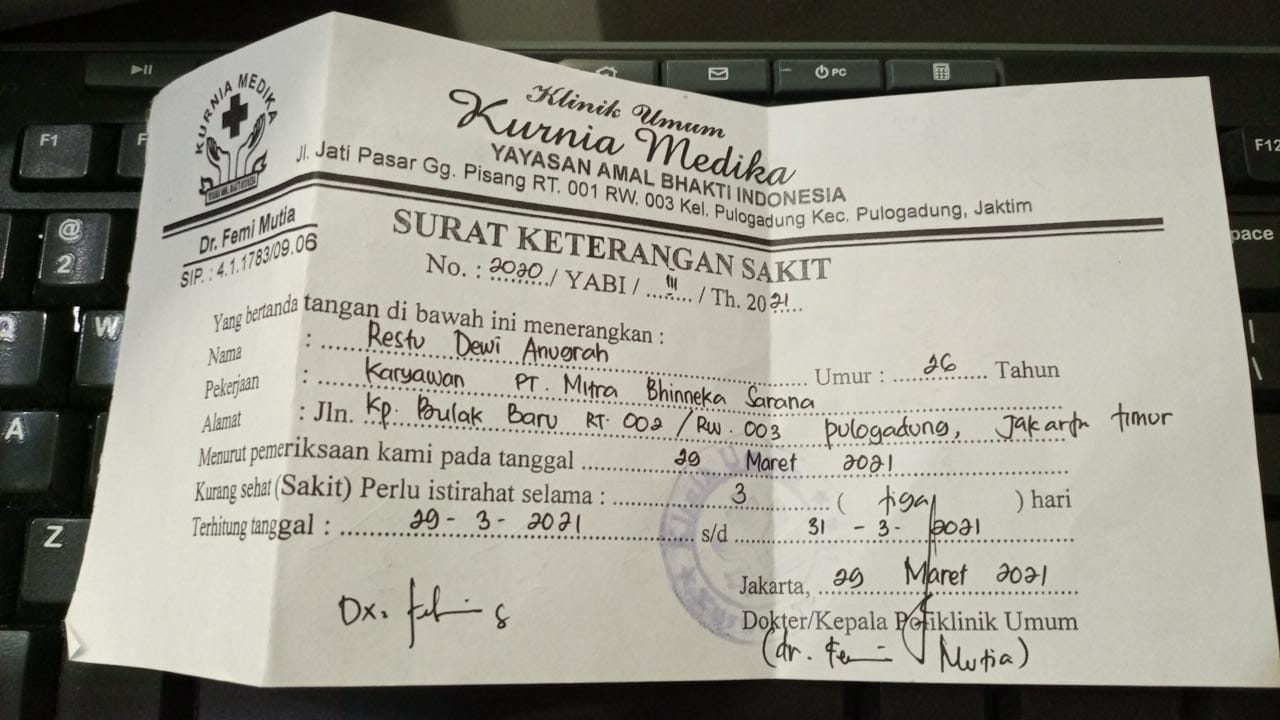 KURNIA MEDIKA
Klinik Umum
Kurnia Medika
YAYASAN AMAL BHAKTI INDONESIA
Jl. Jati Pasar Gg. Pisang RT. 001 RW. 003 Kel. Pulogadung Kec. Pulogadung, Jaktim
Dr. Femi Mutia
SIP. : 4.1.1783/09.06
SURAT KETERANGAN SAKIT
No. : 2020 / YABI / III / Th. 2021
Yang bertanda tangan di bawah ini menerangkan :
Nama : Restu Dewi Anugrah Umur : 26 Tahun
Pekerjaan : Karyawan PT. Mitra Bhinneka Sarana
Alamat : Jln. Kp. Bulak Baru RT. 002 / RW. 003 pulogadung, Jakarta timur
Menurut pemeriksaan kami pada tanggal 29 Maret 2021
Kurang sehat (Sakit) Perlu istirahat selama : 3 ( tiga ) hari
Terhitung tanggal : 29 - 3 - 2021 s/d 31 - 3 - 2021
Jakarta, 29 Maret 2021
Dokter/Kepala Poliklinik Umum
Dx:
(dr. Femi Mutia)
F1
F12
@
2
Q
W
A
Z
PC
pace